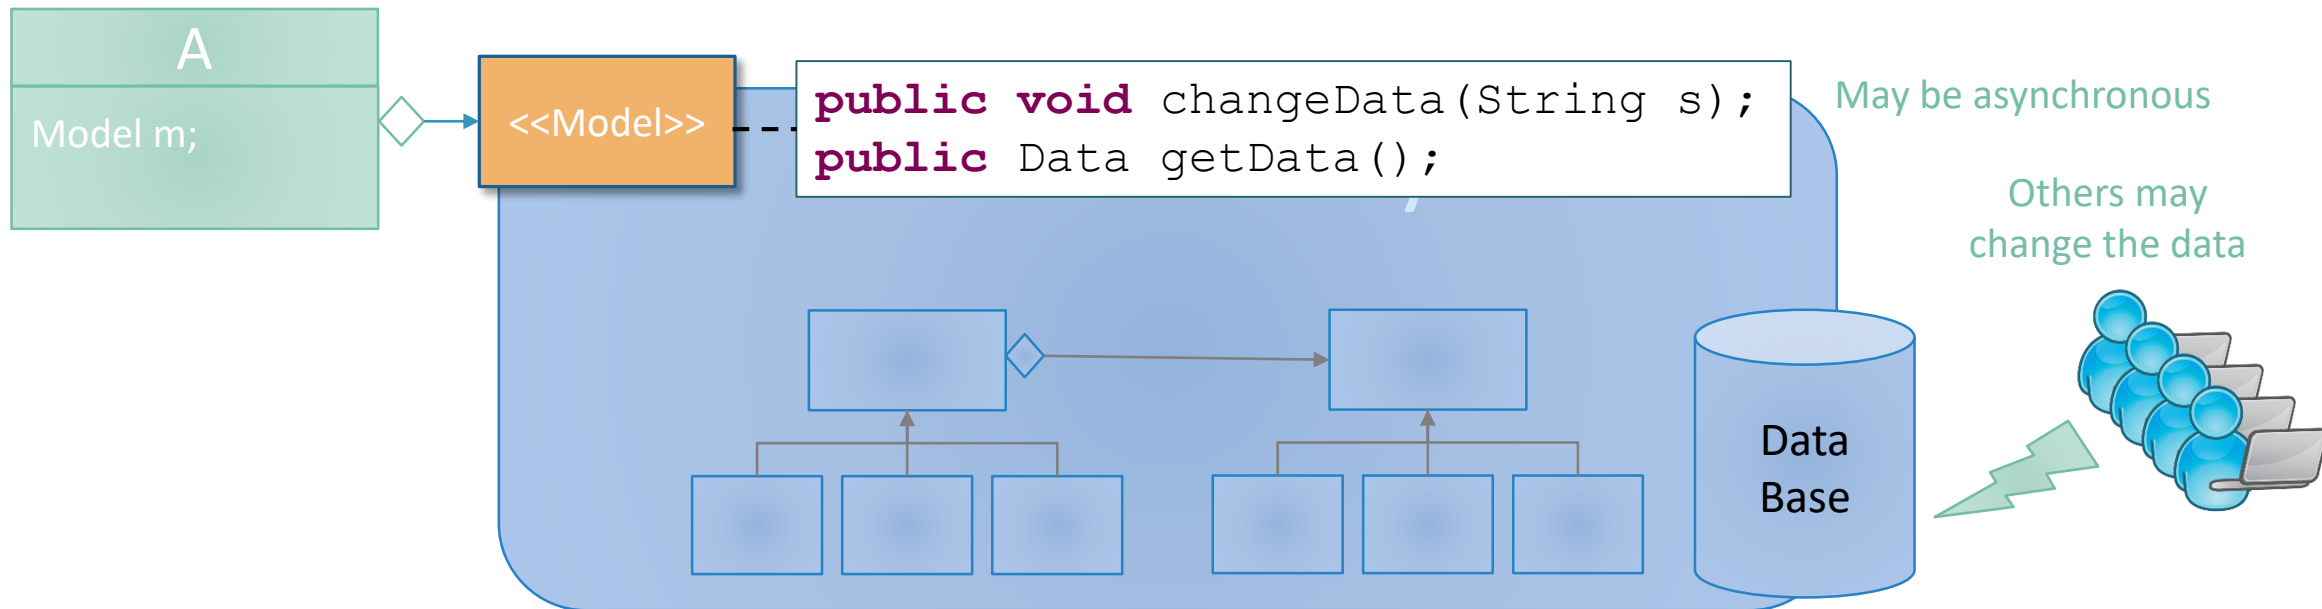 A
Model m;
<<Model>>
public void changeData(String s);
public Data getData();
May be asynchronous
Others may
change the data
Data
Base